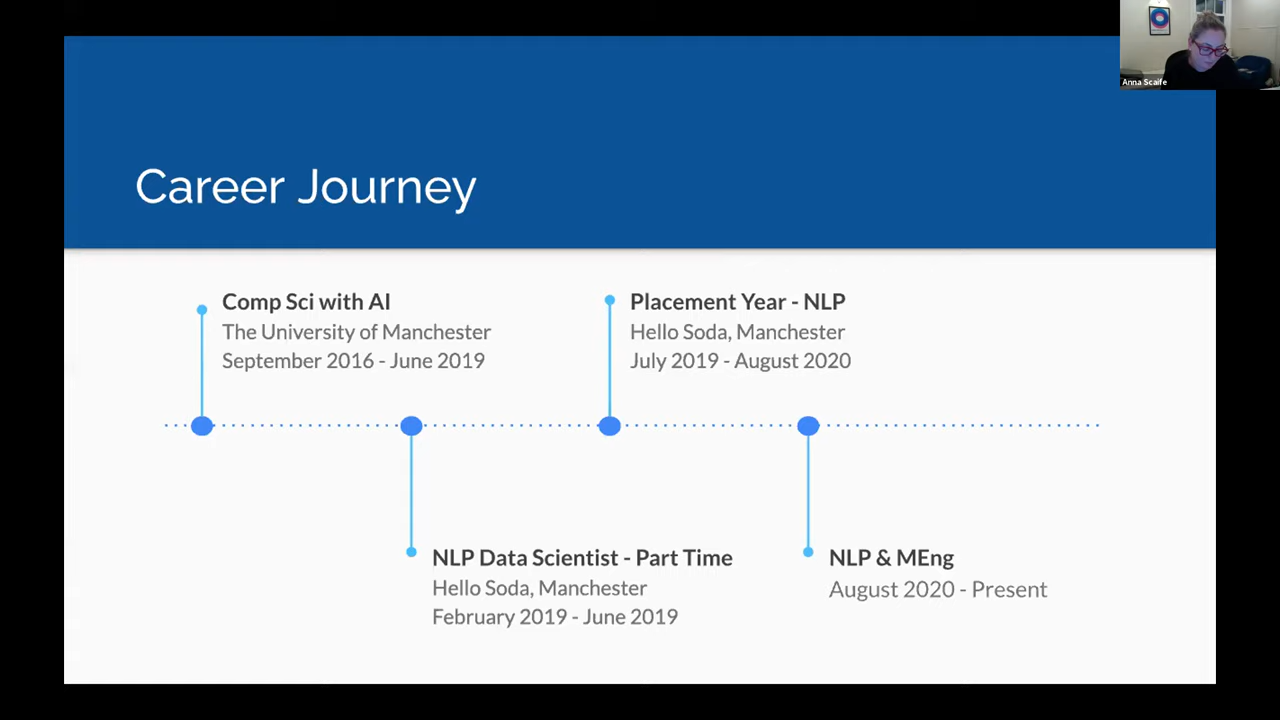 Anna Scaife
Career Journey
Comp Sci with AI
The University of Manchester
September 2016 - June 2019
Placement Year - NLP
Hello Soda, Manchester
July 2019 - August 2020
NLP Data Scientist - Part Time
Hello Soda, Manchester
February 2019 - June 2019
NLP & MEng
August 2020 - Present